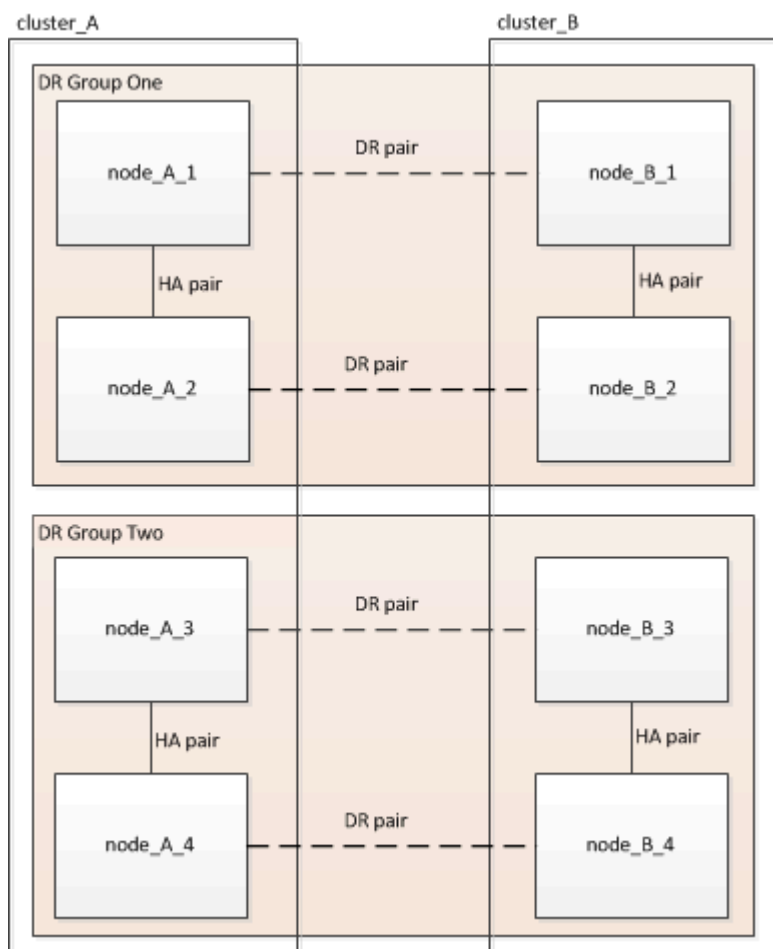 cluster_A
cluster_B
DR Group One
node_A_1
DR pair
node_B_1
HA pair
HA pair
node_A_2
DR pair
node_B_2
DR Group Two
node_A_3
DR pair
node_B_3
HA pair
HA pair
node_A_4
DR pair
node_B_4